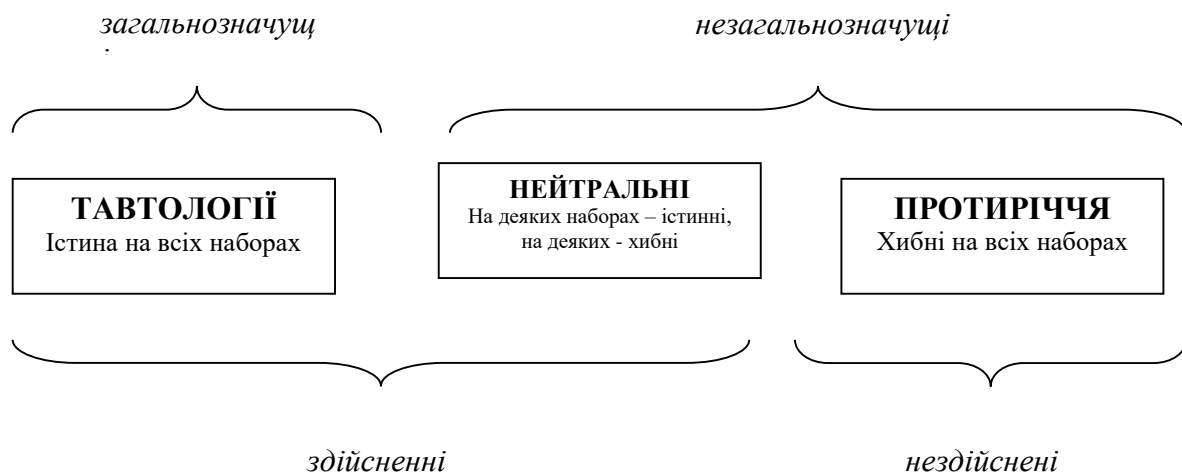 загальнозначущ
незагальнозначущі
ТАВТОЛОГІЇ
Істина на всіх наборах
НЕЙТРАЛЬНІ
На деяких наборах – істинні,
на деяких - хибні
ПРОТИРІЧЧЯ
Хибні на всіх наборах
здійсненні
нездійснені